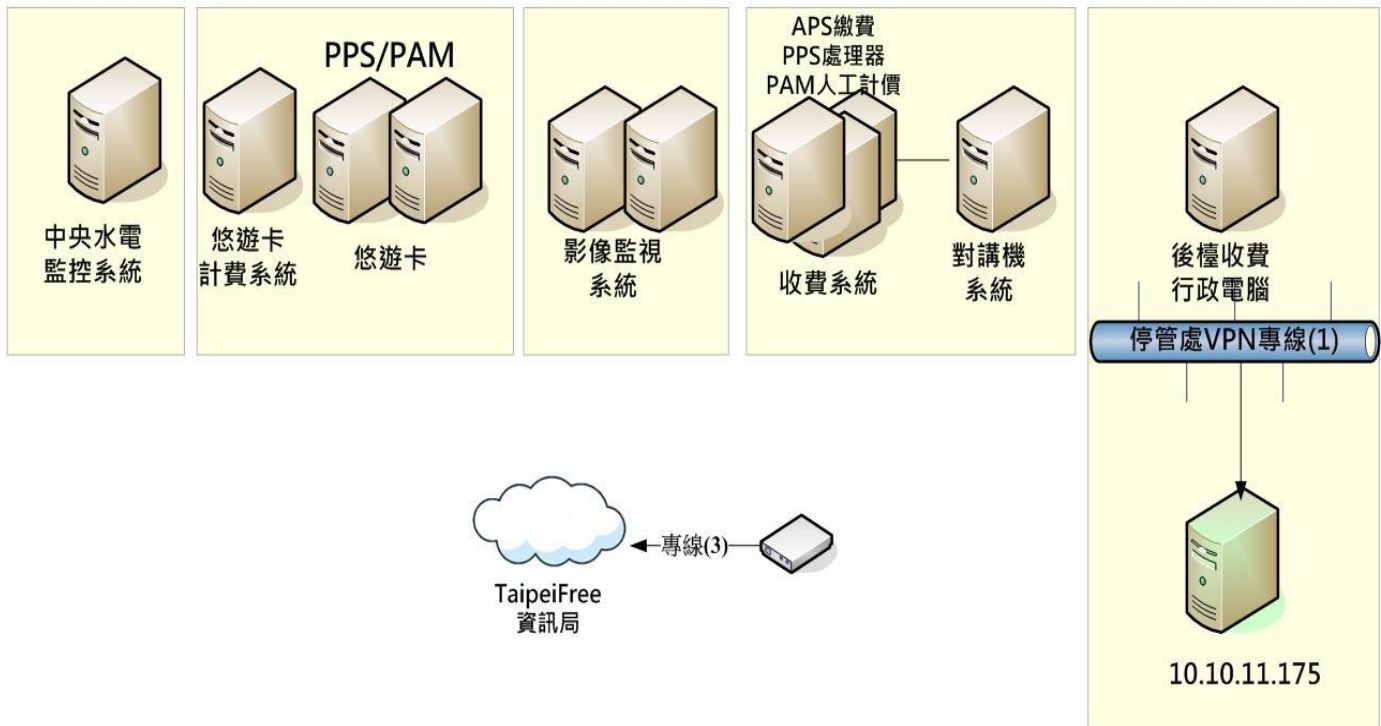 中央水電
監控系統
PPS/PAM
悠遊卡
計費系統
悠遊卡
影像監視
系統
APS繳費
PPS處理器
PAM人工計價
收費系統
對講機
系統
後檯收費
行政電腦
停管處VPN專線(1)
10.10.11.175
專線(3)
TaipeiFree
資訊局